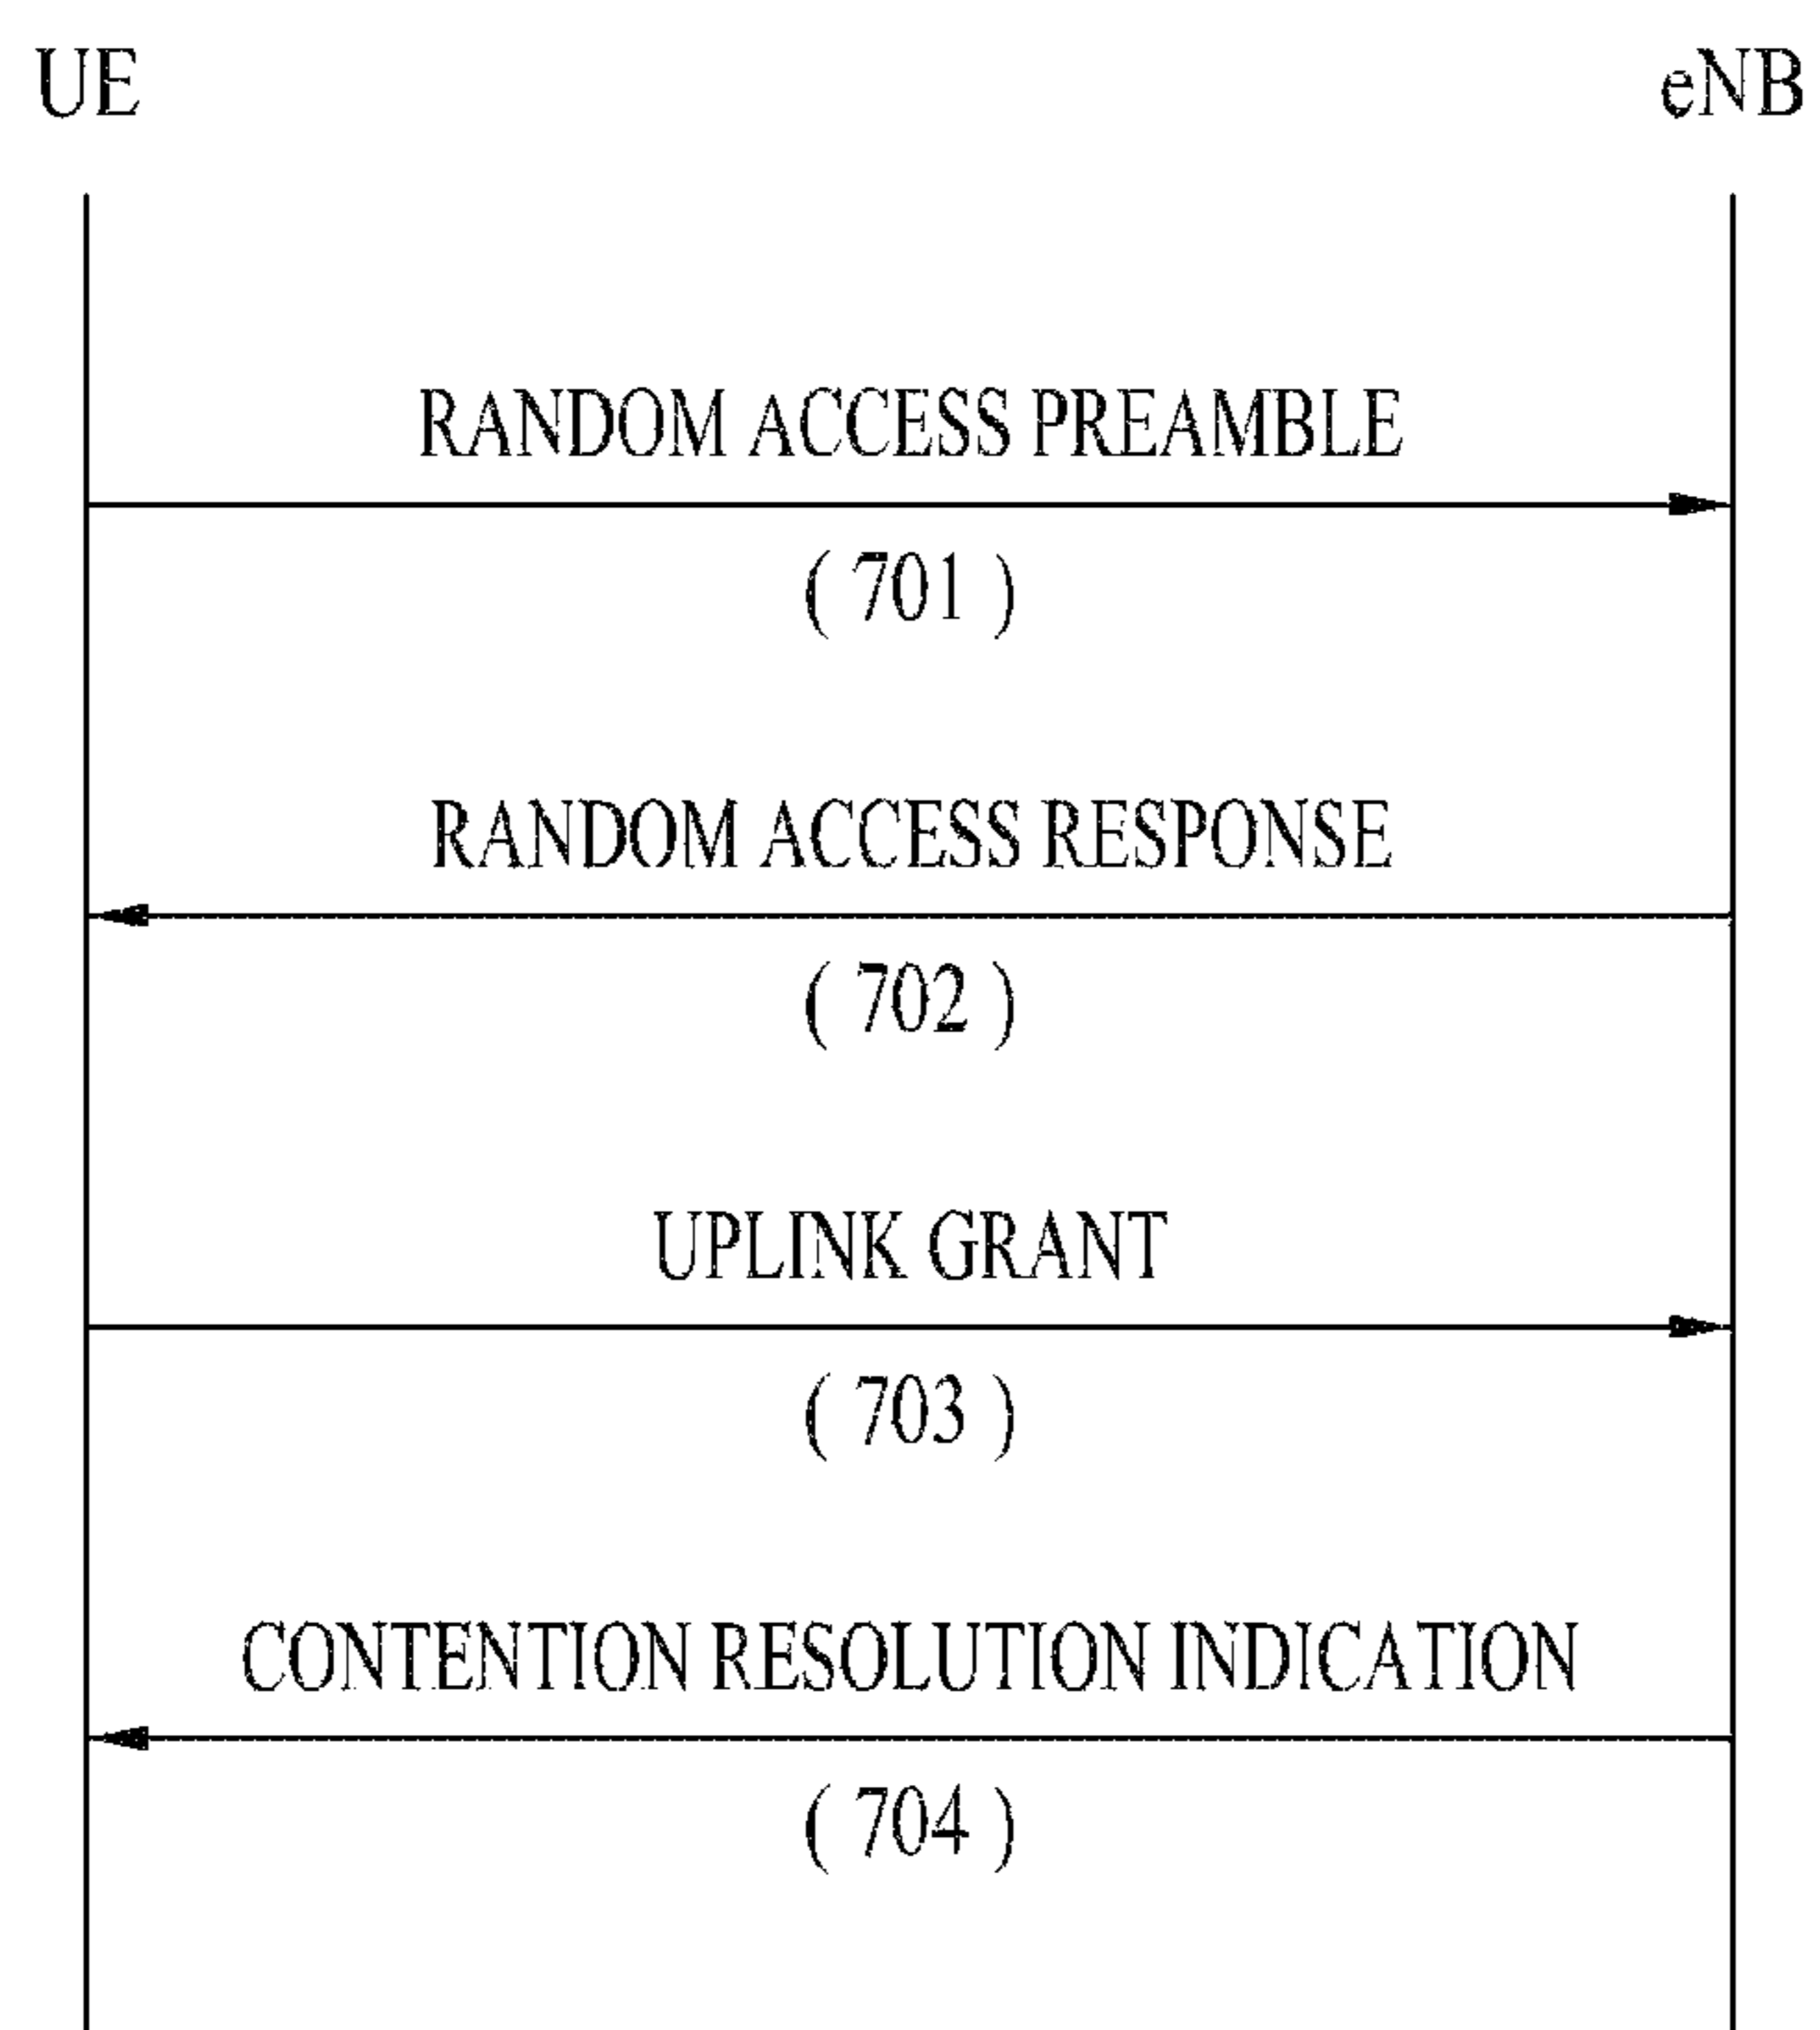 UE eNB
RANDOM ACCESS PREAMBLE
( 701 )
RANDOM ACCESS RESPONSE
( 702 )
UPLINK GRANT
( 703 )
CONTENTION RESOLUTION INDICATION
( 704 )